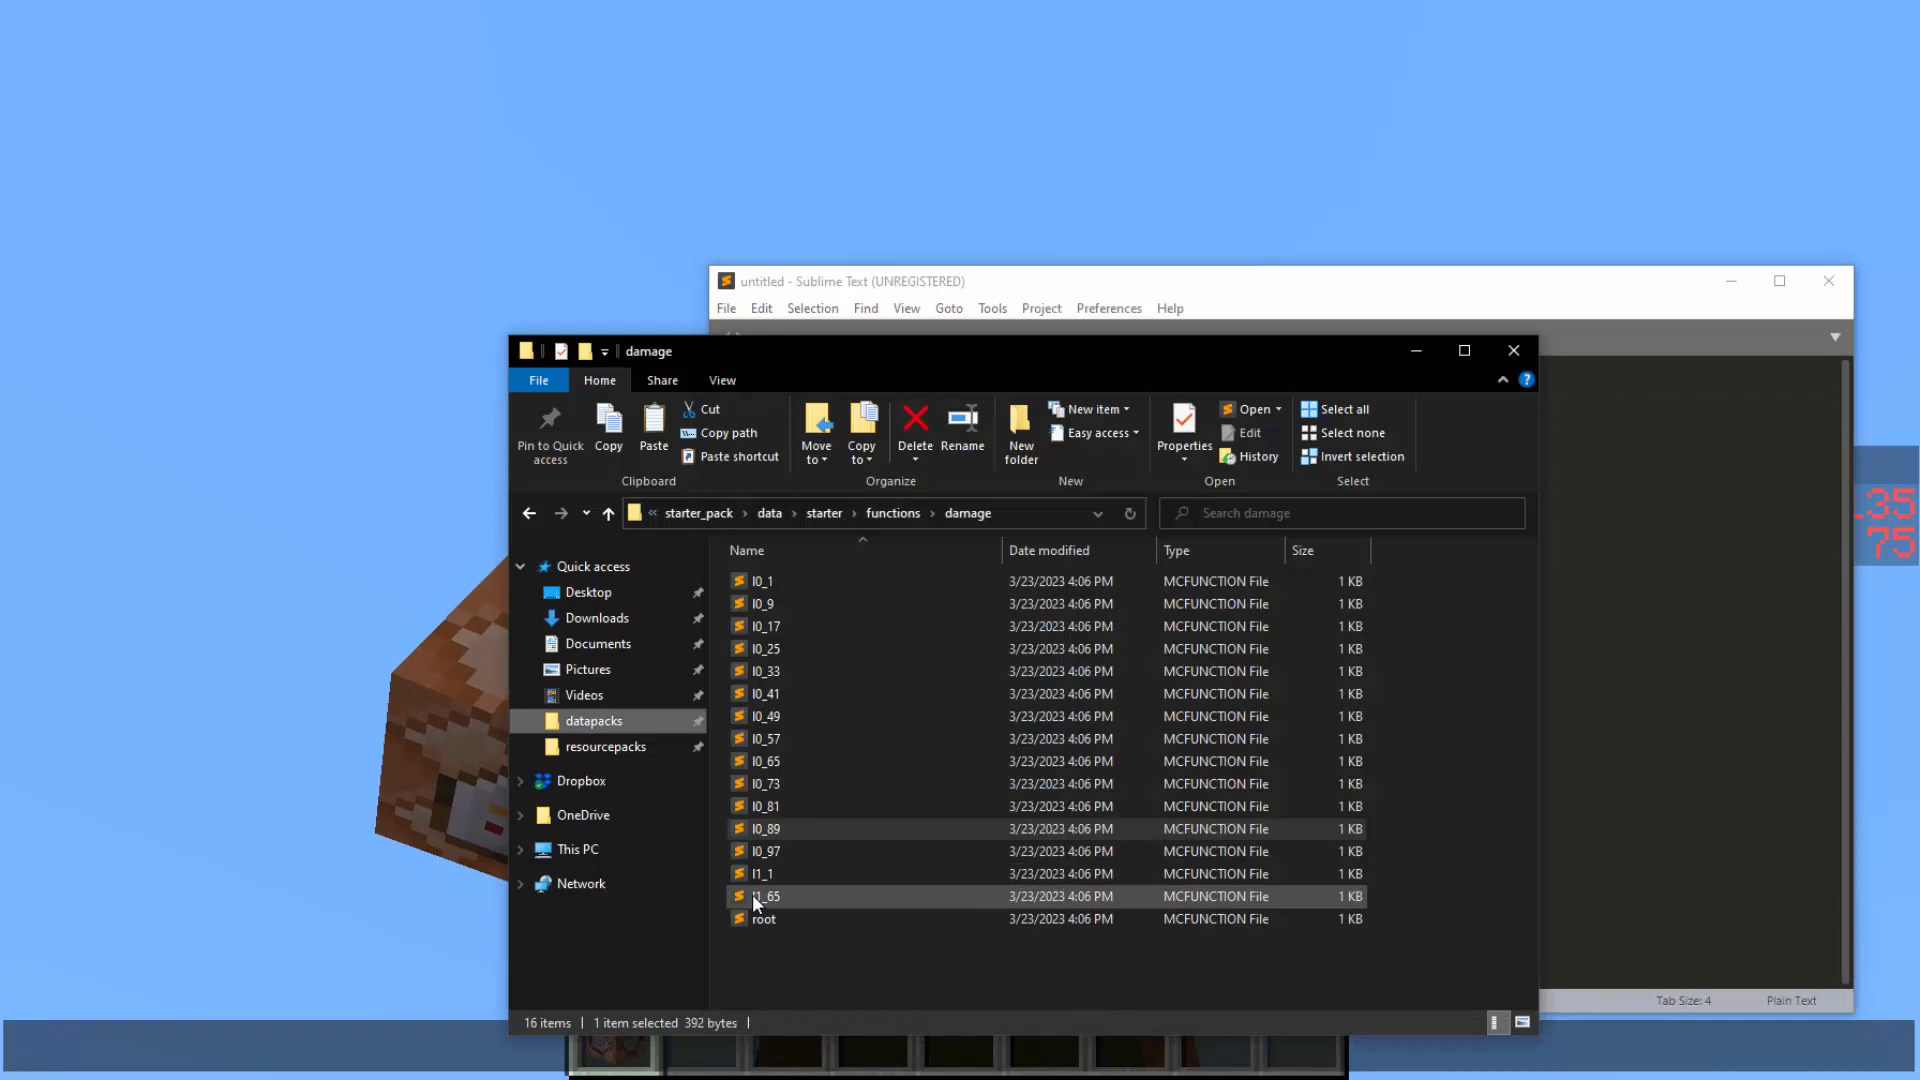 untitled - Sublime Text (UNREGISTERED)
File Edit Selection Find View Goto Tools Project Preferences Help
damage
File Home Share View
Pin to Quick access
Copy
Paste
Cut
Copy path
Paste shortcut
Clipboard
Move to
Copy to
Delete
Rename
Organize
New folder
New item
Easy access
New
Properties
Open
Edit
History
Open
Select all
Select none
Invert selection
Select
« starter_pack › data › starter › functions › damage
Search damage
Quick access
Desktop
Downloads
Documents
Pictures
Videos
datapacks
resourcepacks
Dropbox
OneDrive
This PC
Network
Name Date modified Type Size
l0_1 3/23/2023 4:06 PM MCFUNCTION File 1 KB
l0_9 3/23/2023 4:06 PM MCFUNCTION File 1 KB
l0_17 3/23/2023 4:06 PM MCFUNCTION File 1 KB
l0_25 3/23/2023 4:06 PM MCFUNCTION File 1 KB
l0_33 3/23/2023 4:06 PM MCFUNCTION File 1 KB
l0_41 3/23/2023 4:06 PM MCFUNCTION File 1 KB
l0_49 3/23/2023 4:06 PM MCFUNCTION File 1 KB
l0_57 3/23/2023 4:06 PM MCFUNCTION File 1 KB
l0_65 3/23/2023 4:06 PM MCFUNCTION File 1 KB
l0_73 3/23/2023 4:06 PM MCFUNCTION File 1 KB
l0_81 3/23/2023 4:06 PM MCFUNCTION File 1 KB
l0_89 3/23/2023 4:06 PM MCFUNCTION File 1 KB
l0_97 3/23/2023 4:06 PM MCFUNCTION File 1 KB
l1_1 3/23/2023 4:06 PM MCFUNCTION File 1 KB
l1_65 3/23/2023 4:06 PM MCFUNCTION File 1 KB
root 3/23/2023 4:06 PM MCFUNCTION File 1 KB
16 items 1 item selected 392 bytes
Tab Size: 4 Plain Text
35
75